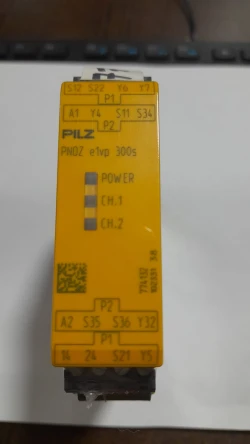 S12 S22 Y6 Y7
P1
A1 Y4 S11 S34
P2
PILZ
PNOZ e1vp 300s
POWER
CH.1
CH.2
774132
P2
A2 S35 S36 Y32
P1
14 24 S21 Y5